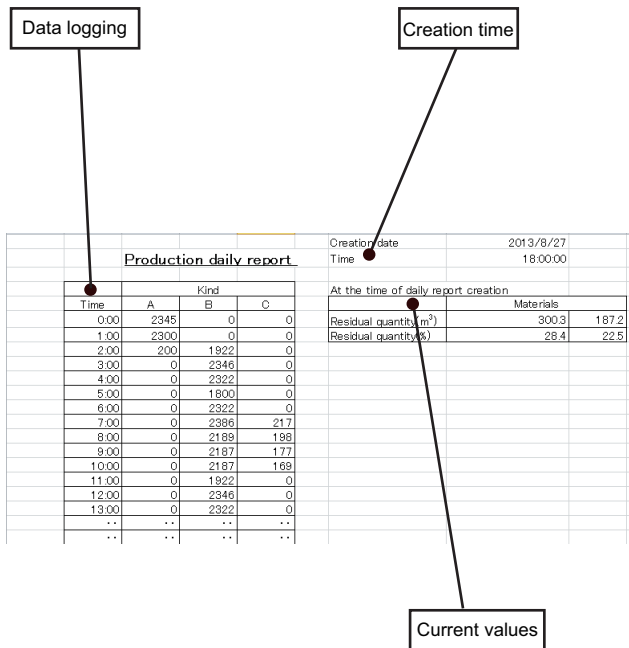 Data logging
Creation time
Creation date 2013/8/27
Production daily report
Time 18:00:00
Kind
At the time of daily report creation
Time A B C
Materials
0:00 2345 0 0
Residual quantity(m³) 300.3 187.2
1:00 2300 0 0
Residual quantity(%) 28.4 22.5
2:00 200 1922 0
3:00 0 2346 0
4:00 0 2322 0
5:00 0 1800 0
6:00 0 2322 0
7:00 0 2386 217
8:00 0 2189 198
9:00 0 2187 177
10:00 0 2187 169
11:00 0 1922 0
12:00 0 2346 0
13:00 0 2322 0
‥ ‥ ‥ ‥
‥ ‥ ‥ ‥
Current values